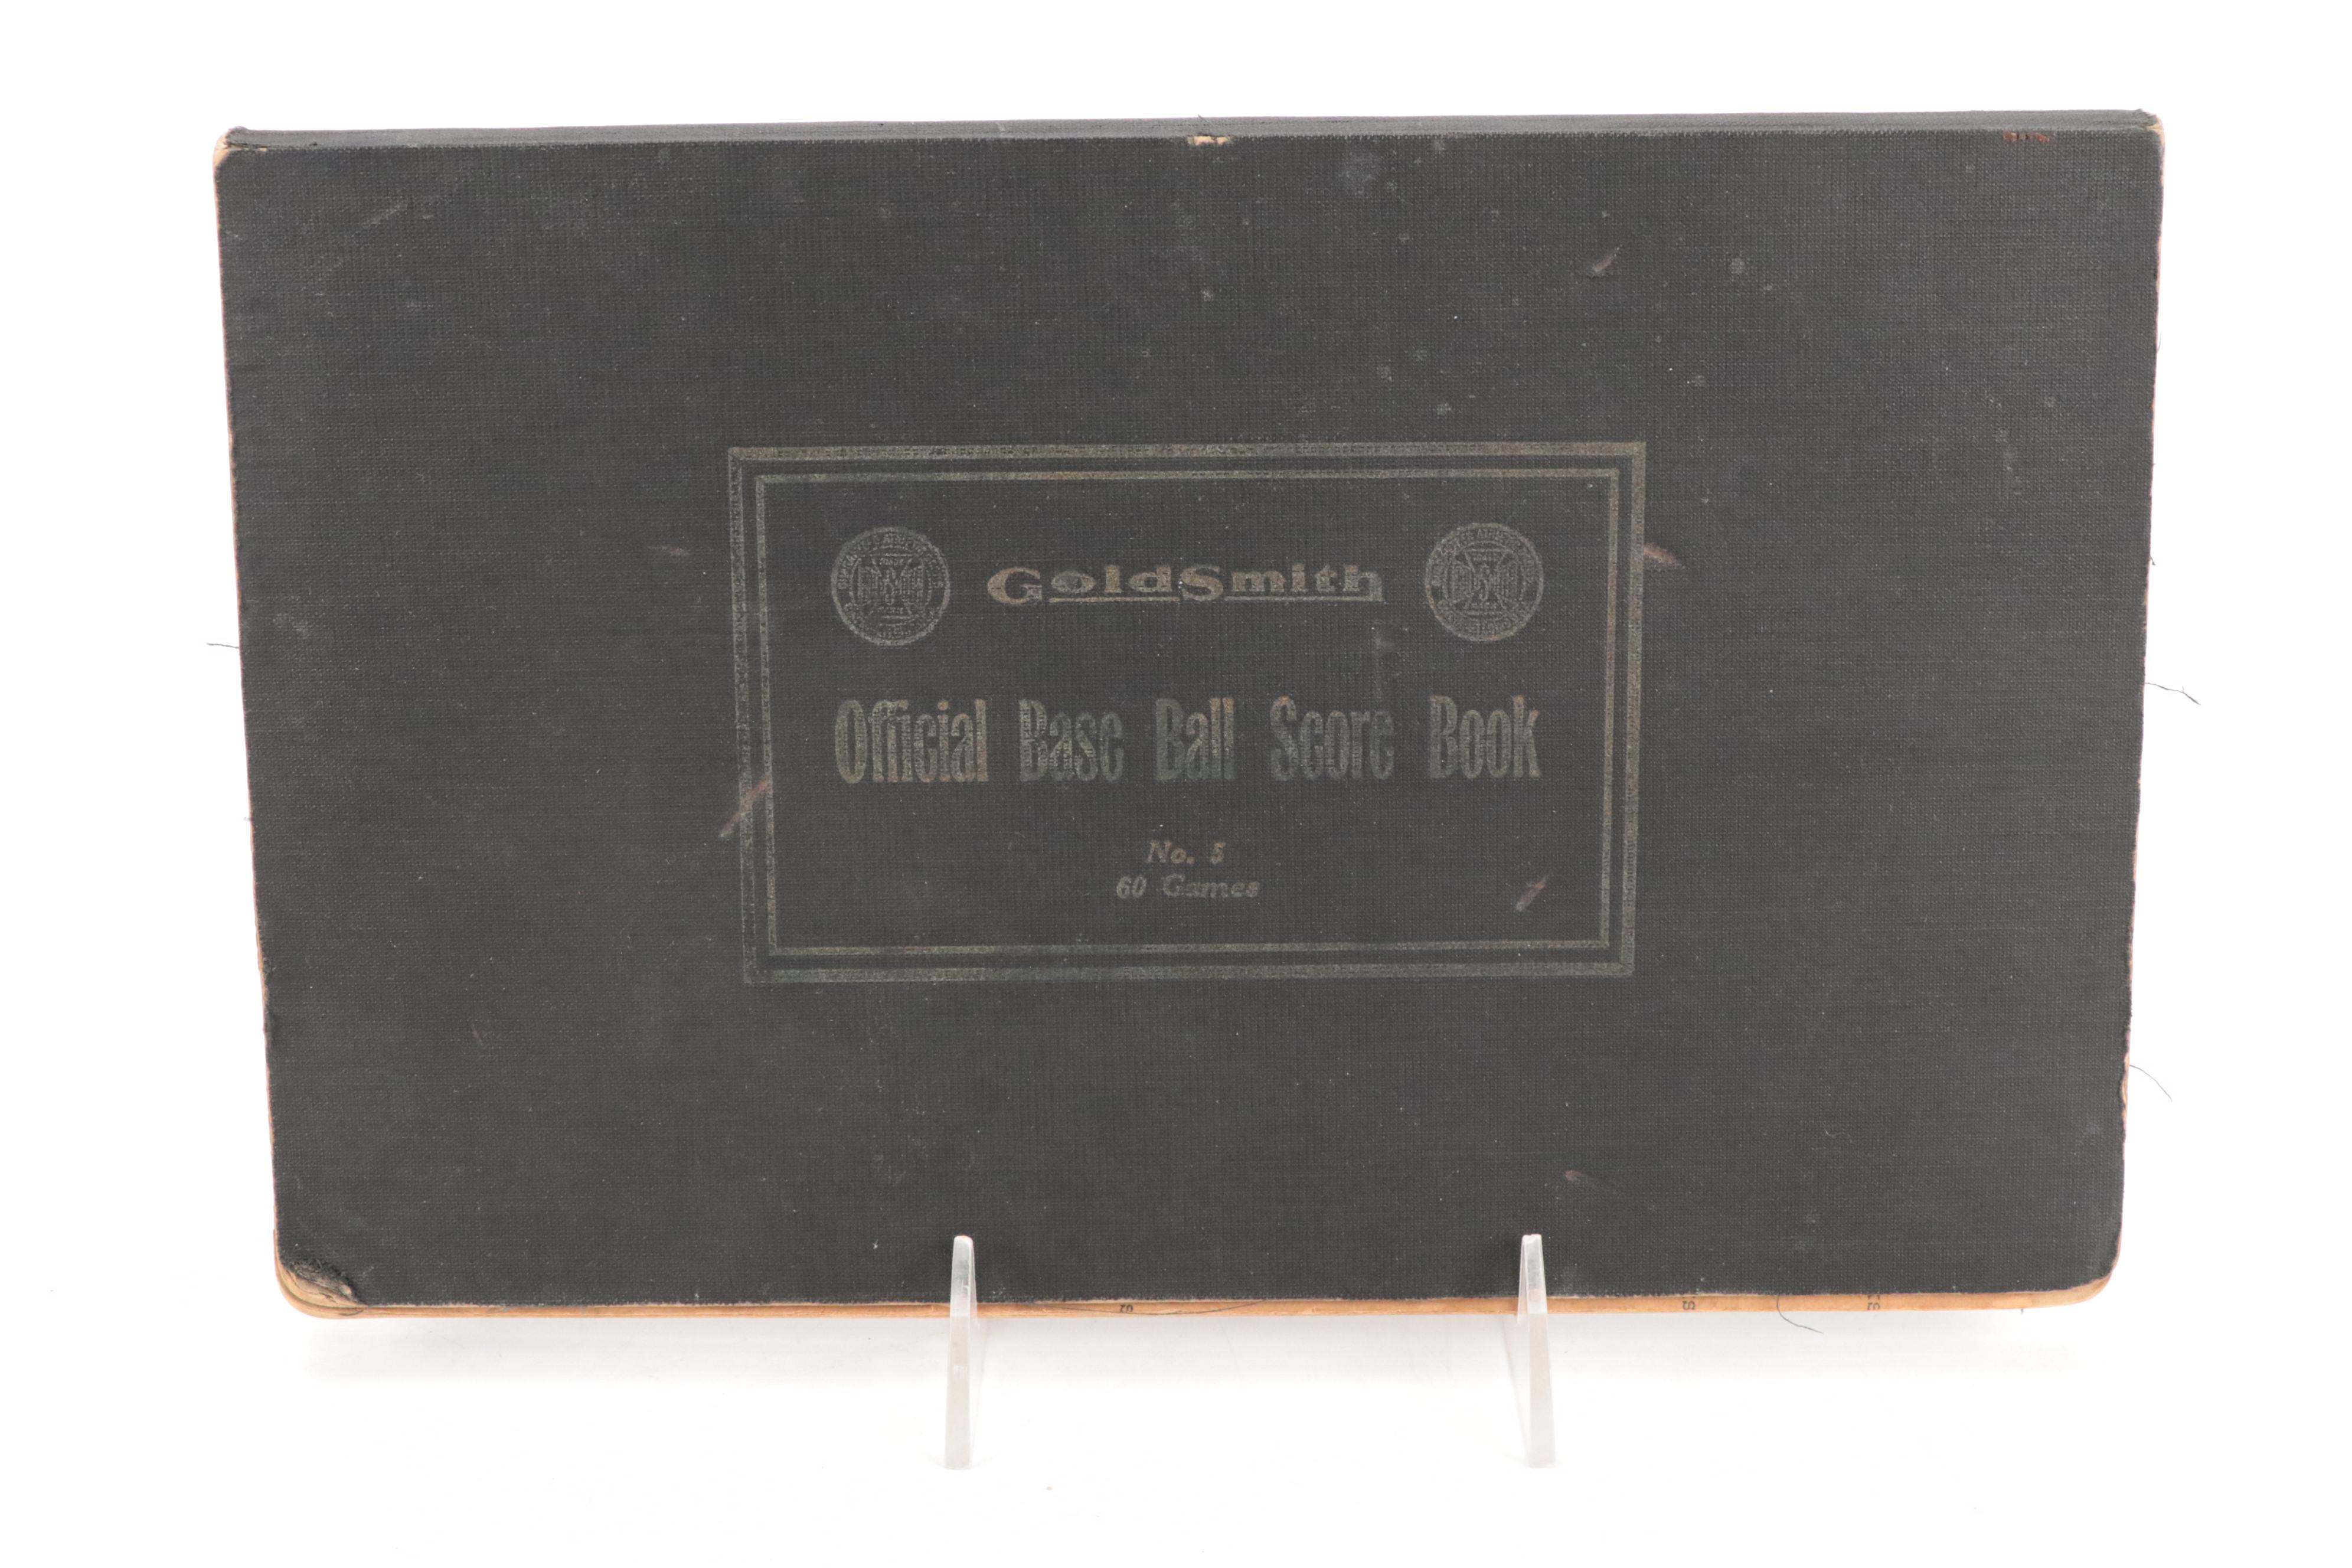 GoldSmith
Official Base Ball Score Book
No. 5
60 Games